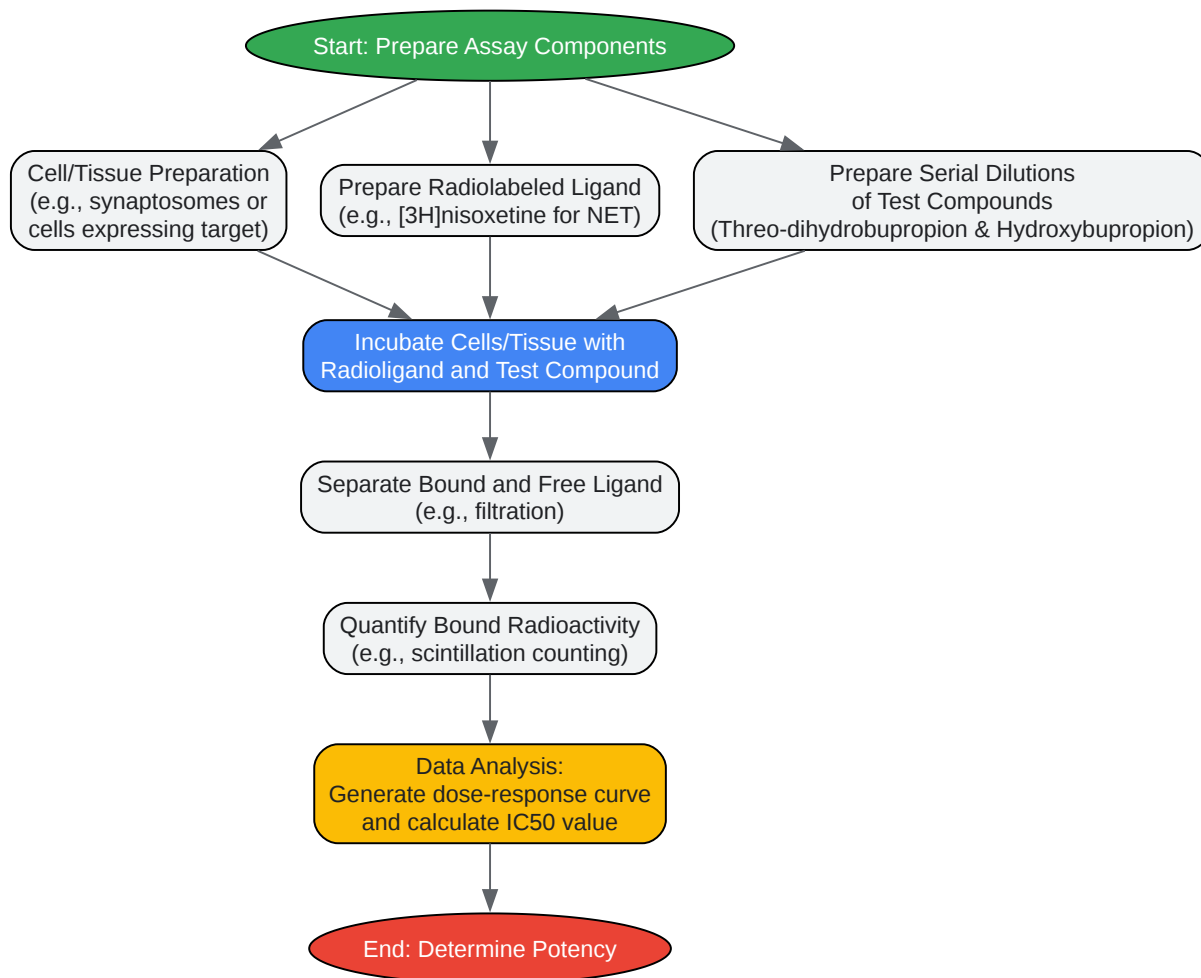 Start: Prepare Assay Components
Cell/Tissue Preparation
(e.g., synaptosomes or
cells expressing target)
Prepare Radiolabeled Ligand
(e.g., [3H]nisoxetine for NET)
Prepare Serial Dilutions
of Test Compounds
(Threo-dihydrobupropion & Hydroxybupropion)
Incubate Cells/Tissue with
Radioligand and Test Compound
Separate Bound and Free Ligand
(e.g., filtration)
Quantify Bound Radioactivity
(e.g., scintillation counting)
Data Analysis:
Generate dose-response curve
and calculate IC50 value
End: Determine Potency